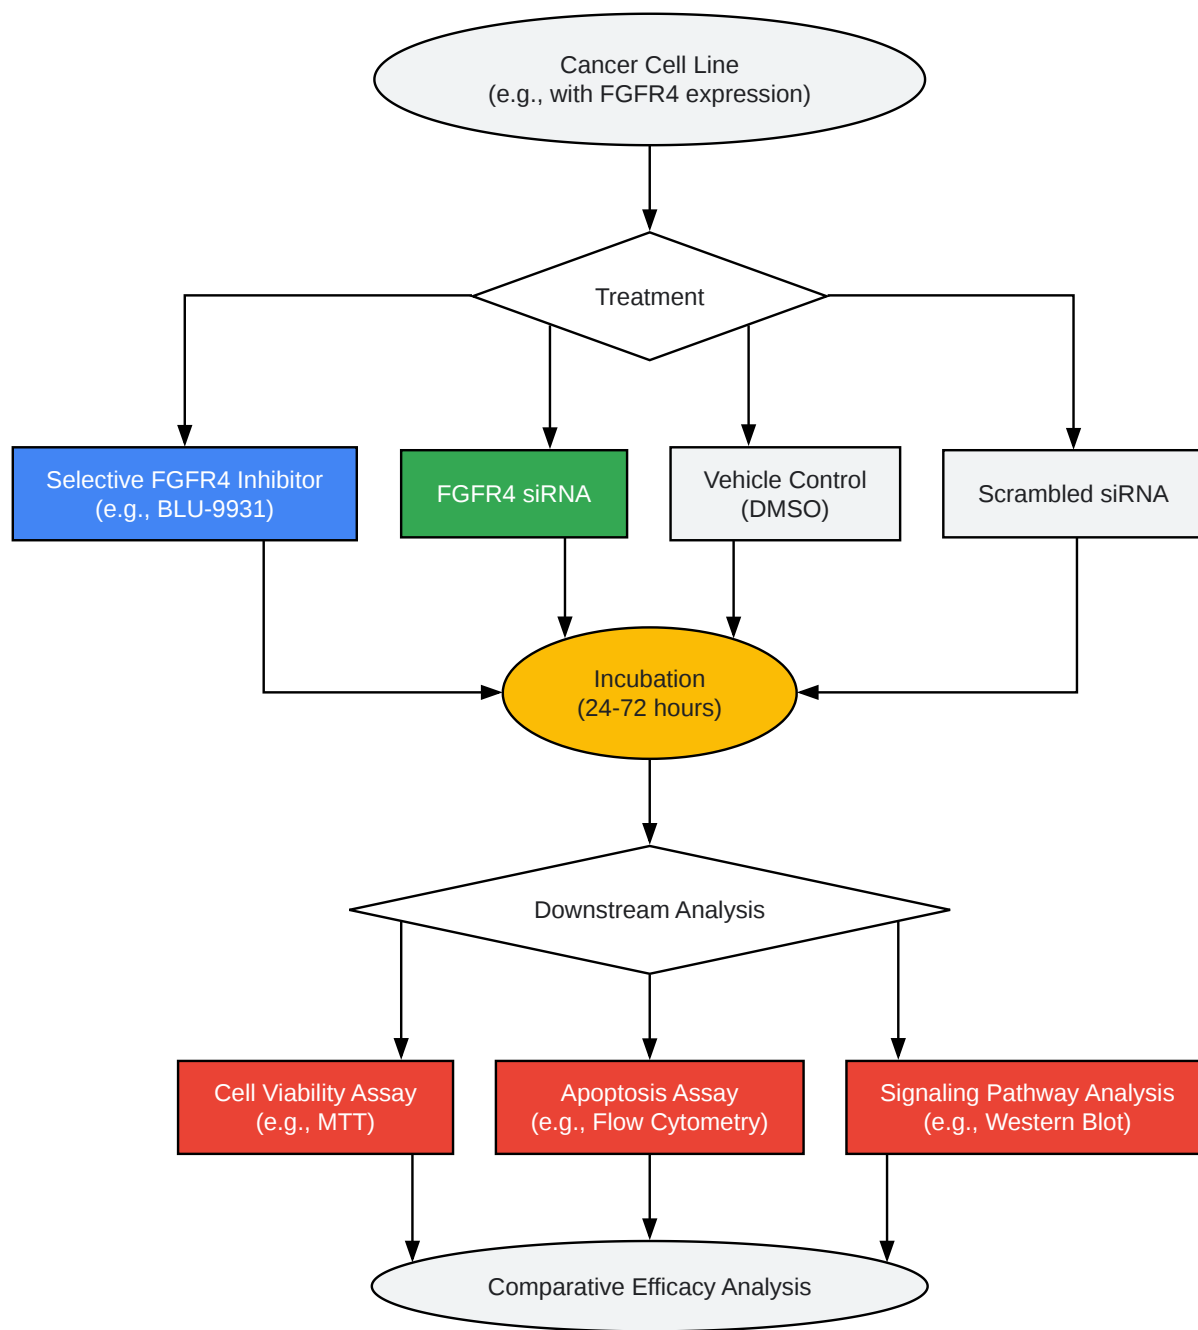 Cancer Cell Line
(e.g., with FGFR4 expression)
Treatment
Selective FGFR4 Inhibitor
(e.g., BLU-9931)
FGFR4 siRNA
Vehicle Control
(DMSO)
Scrambled siRNA
Incubation
(24-72 hours)
Downstream Analysis
Cell Viability Assay
(e.g., MTT)
Apoptosis Assay
(e.g., Flow Cytometry)
Signaling Pathway Analysis
(e.g., Western Blot)
Comparative Efficacy Analysis